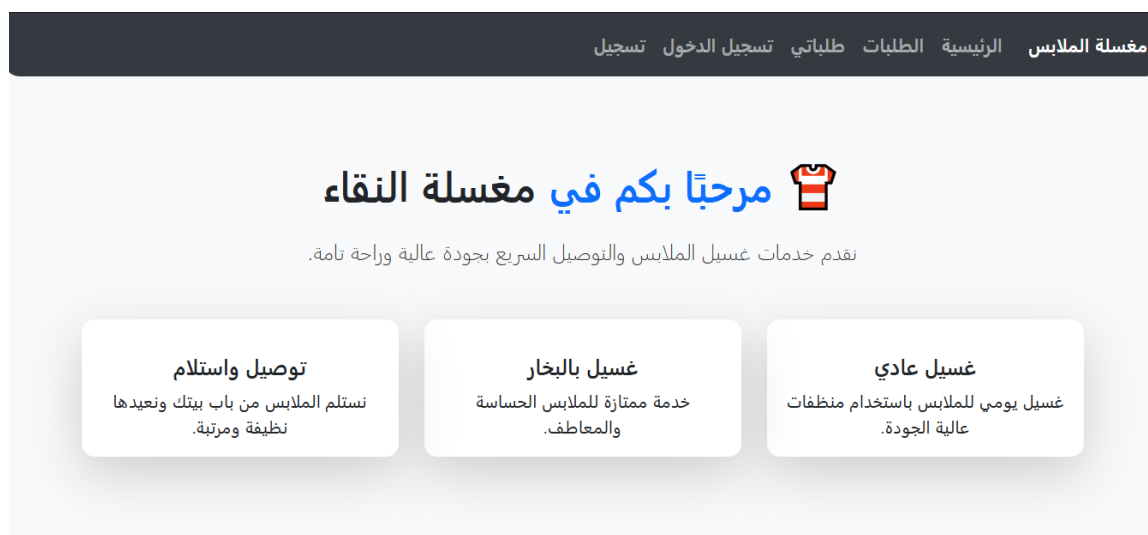 مغسلة الملابس الرئيسية الطلبات طلباتي تسجيل الدخول تسجيل
مرحبًا بكم في مغسلة النقاء
نقدم خدمات غسيل الملابس والتوصيل السريع بجودة عالية وراحة تامة.
غسيل عادي
غسيل يومي للملابس باستخدام منظفات
عالية الجودة.
غسيل بالبخار
خدمة ممتازة للملابس الحساسة
والمعاطف.
توصيل واستلام
نستلم الملابس من باب بيتك ونعيدها
نظيفة ومرتبة.